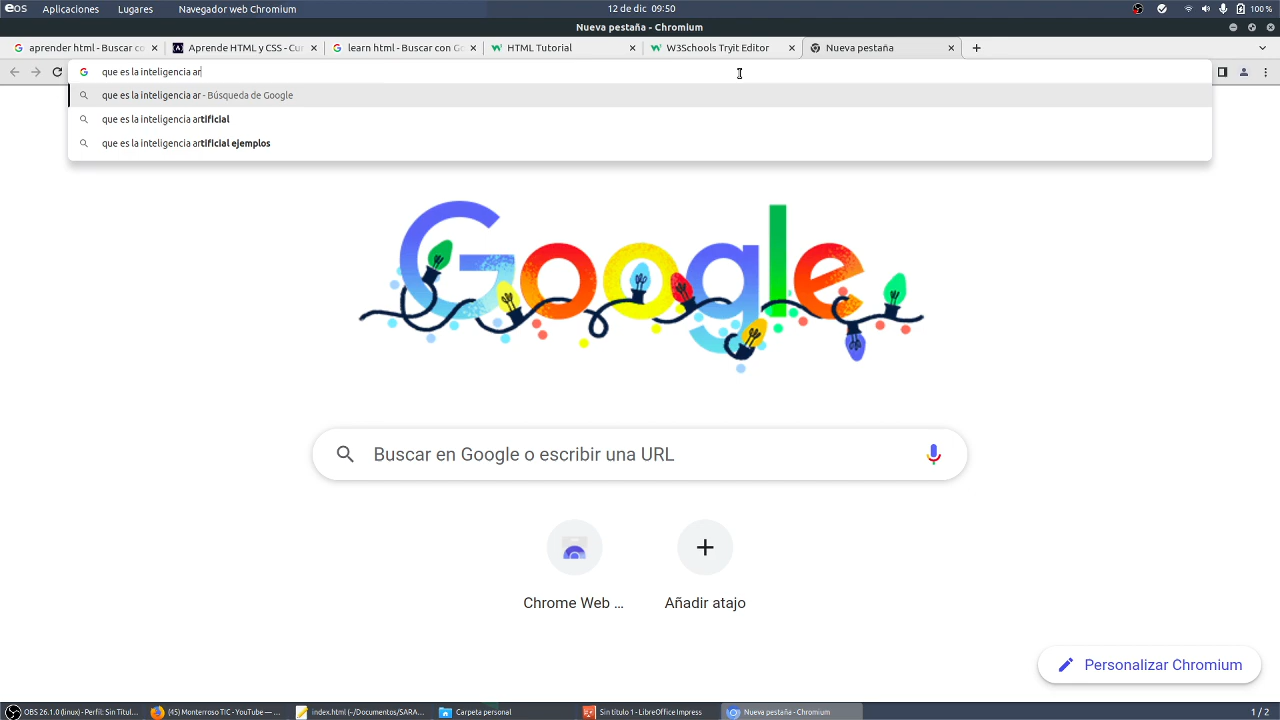 eos Aplicaciones Lugares Navegador web Chromium 12 de dic 09:50 100 %
Nueva pestaña - Chromium
aprender html - Buscar co Aprende HTML y CSS - Cur learn html - Buscar con Go HTML Tutorial W3Schools Tryit Editor Nueva pestaña
que es la inteligencia ar
que es la inteligencia ar - Búsqueda de Google
que es la inteligencia artificial
que es la inteligencia artificial ejemplos
Google
Buscar en Google o escribir una URL
Chrome Web ... Añadir atajo
Personalizar Chromium
OBS 26.1.0 (linux) - Perfil: Sin Títul... (45) Monterroso TIC - YouTube — ... index.html (~/Documentos/SARA... Carpeta personal Sin título 1 - LibreOffice Impress Nueva pestaña - Chromium 1 / 2